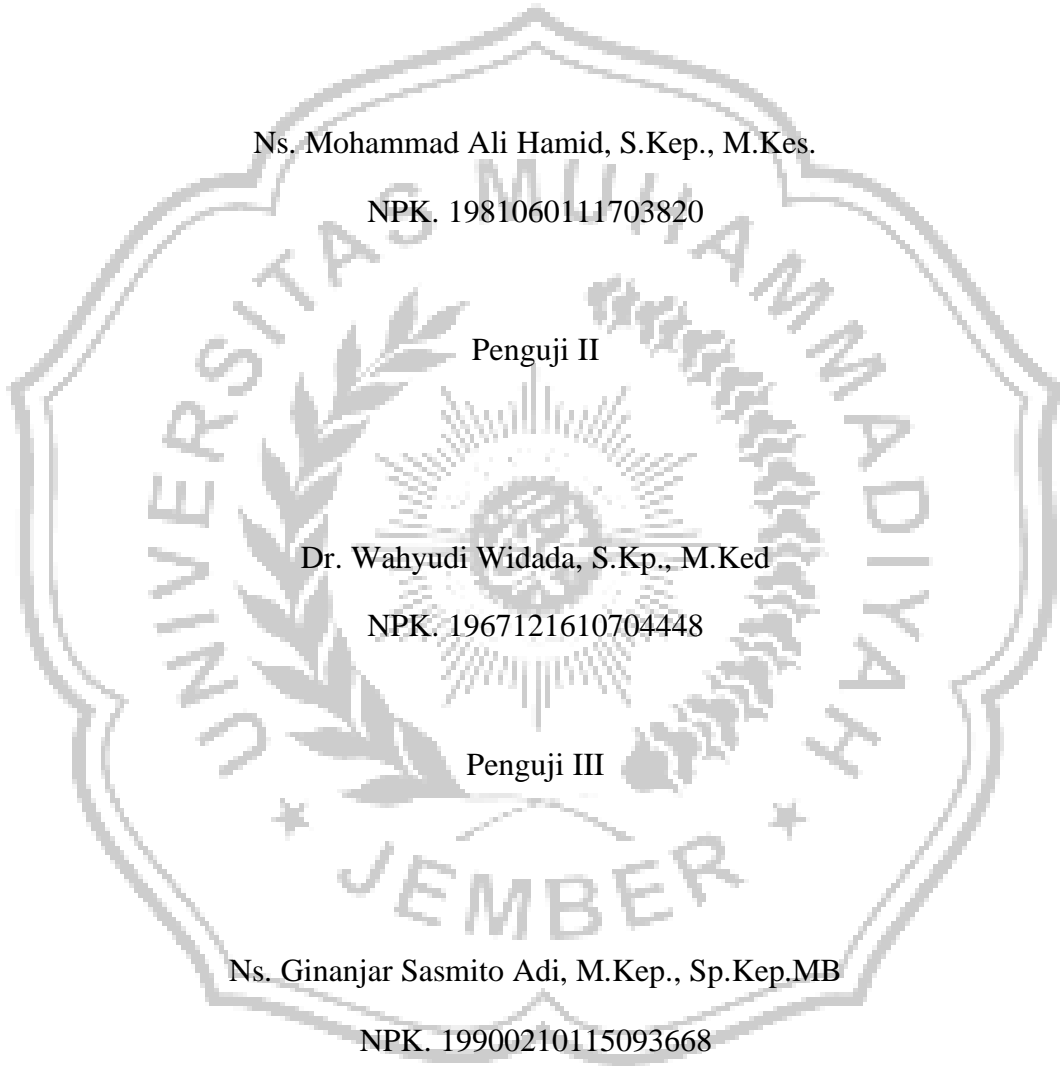 Ns. Mohammad Ali Hamid, S.Kep., M.Kes.
NPK. 1981060111703820
Penguji II
Dr. Wahyudi Widada, S.Kp., M.Ked
NPK. 1967121610704448
Penguji III
Ns. Ginanjar Sasmito Adi, M.Kep., Sp.Kep.MB
NPK. 19900210115093668
UNIVERSITAS MUHAMMADIYAH
JEMBER